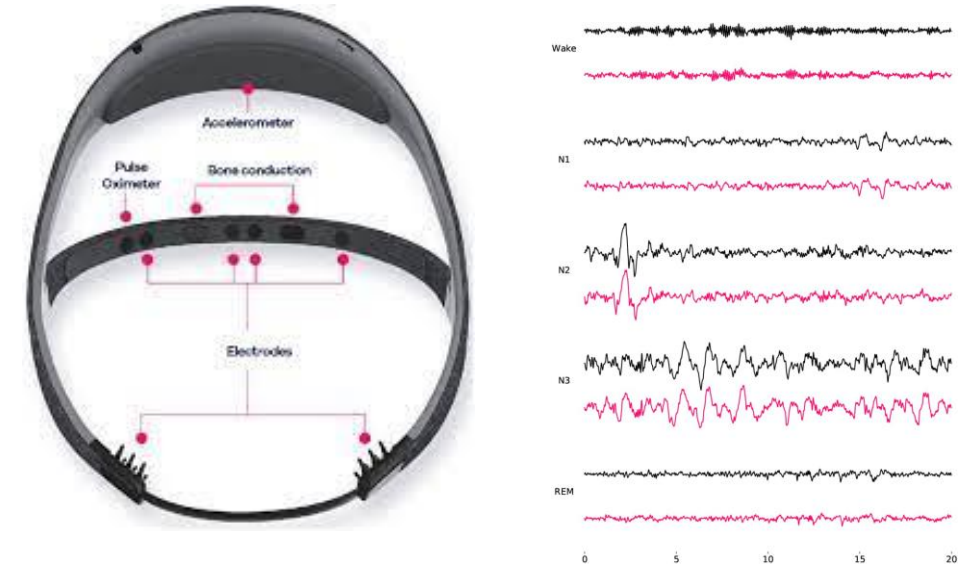 Accelerometer
Pulse
Oximeter
Bone conduction
Electrodes
Wake
N1
N2
N3
REM
0 5 10 15 20